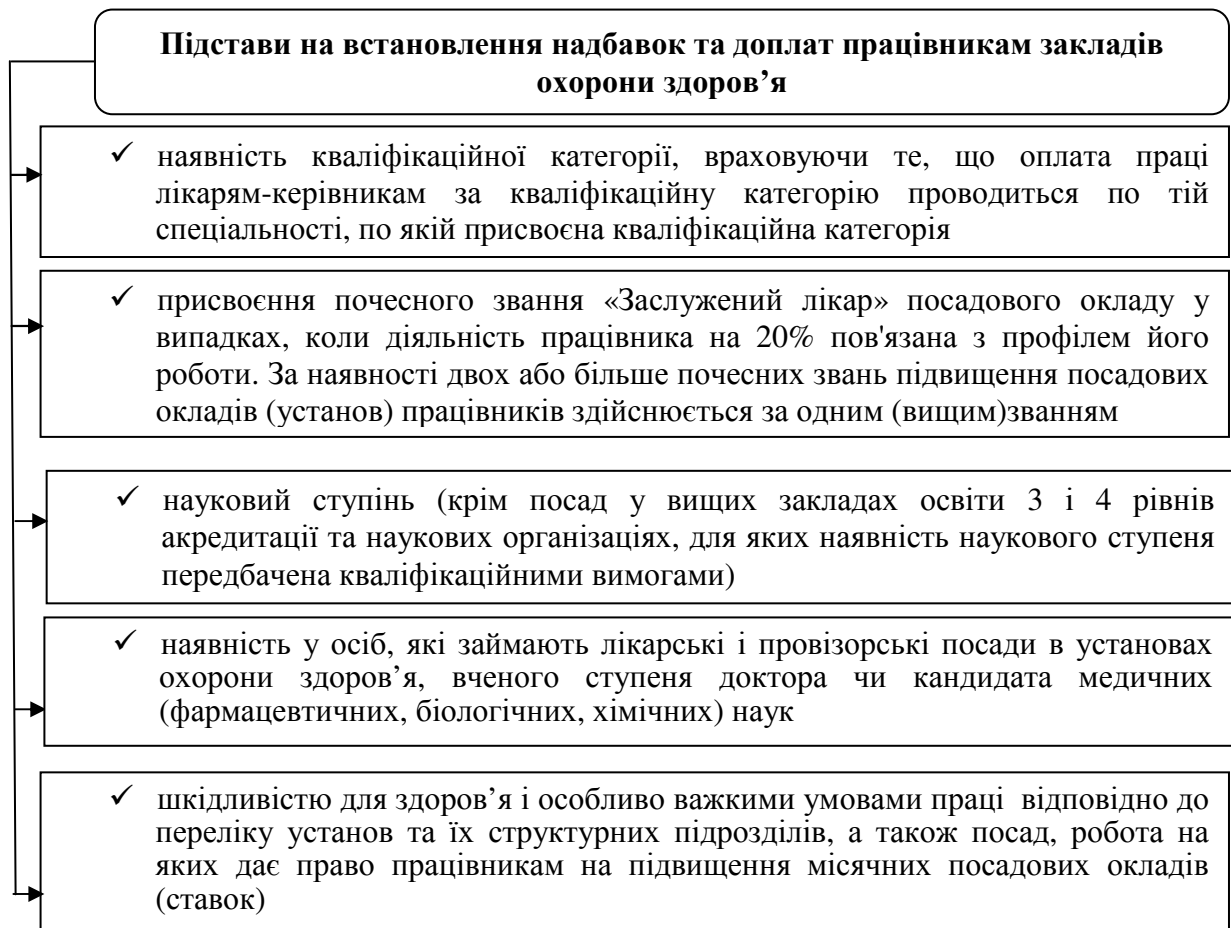 Підстави на встановлення надбавок та доплат працівникам закладів
охорони здоров’я
✓ наявність кваліфікаційної категорії, враховуючи те, що оплата праці
лікарям-керівникам за кваліфікаційну категорію проводиться по тій
спеціальності, по якій присвоєна кваліфікаційна категорія
✓ присвоєння почесного звання «Заслужений лікар» посадового окладу у
випадках, коли діяльність працівника на 20% пов'язана з профілем його
роботи. За наявності двох або більше почесних звань підвищення посадових
окладів (установ) працівників здійснюється за одним (вищим)званням
✓ науковий ступінь (крім посад у вищих закладах освіти 3 і 4 рівнів
акредитації та наукових організаціях, для яких наявність наукового ступеня
передбачена кваліфікаційними вимогами)
✓ наявність у осіб, які займають лікарські і провізорські посади в установах
охорони здоров’я, вченого ступеня доктора чи кандидата медичних
(фармацевтичних, біологічних, хімічних) наук
✓ шкідливістю для здоров’я і особливо важкими умовами праці відповідно до
переліку установ та їх структурних підрозділів, а також посад, робота на
яких дає право працівникам на підвищення місячних посадових окладів
(ставок)